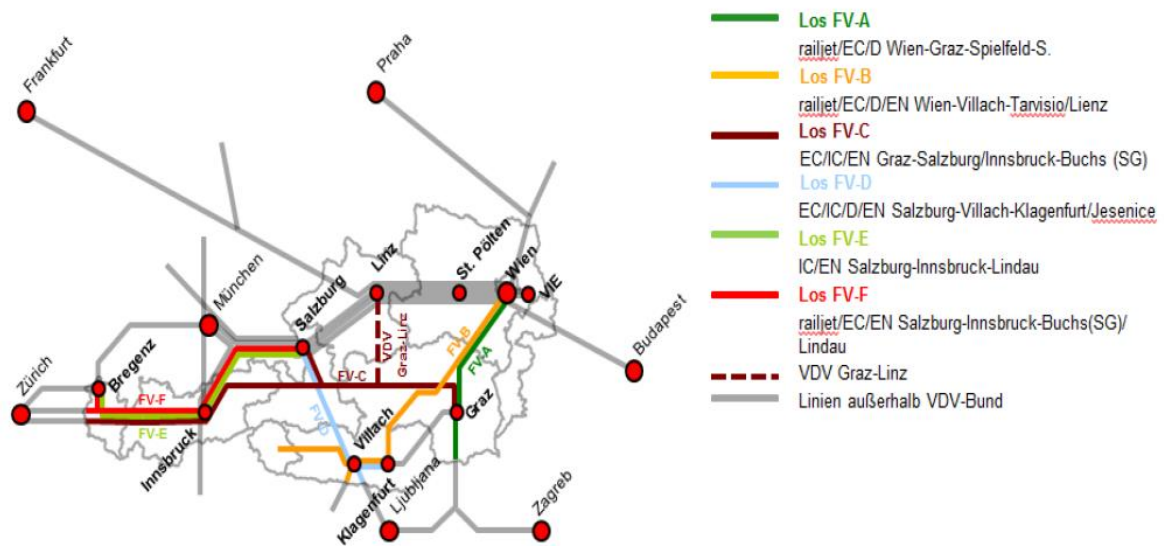 Frankfurt
Praha
München
Salzburg
Linz
St. Pölten
Wien
VIE
Budapest
Zürich
Bregenz
Innsbruck
Villach
Klagenfurt
Ljubljana
Graz
Zagreb
FV-F
FV-E
FV-C
FV-D
FV-B
FV-A
VDV
Graz-Linz
Los FV-A
railjet/EC/D Wien-Graz-Spielfeld-S.
Los FV-B
railjet/EC/D/EN Wien-Villach-Tarvisio/Lienz
Los FV-C
EC/IC/EN Graz-Salzburg/Innsbruck-Buchs (SG)
Los FV-D
EC/IC/D/EN Salzburg-Villach-Klagenfurt/Jesenice
Los FV-E
IC/EN Salzburg-Innsbruck-Lindau
Los FV-F
railjet/EC/EN Salzburg-Innsbruck-Buchs(SG)/
Lindau
VDV Graz-Linz
Linien außerhalb VDV-Bund